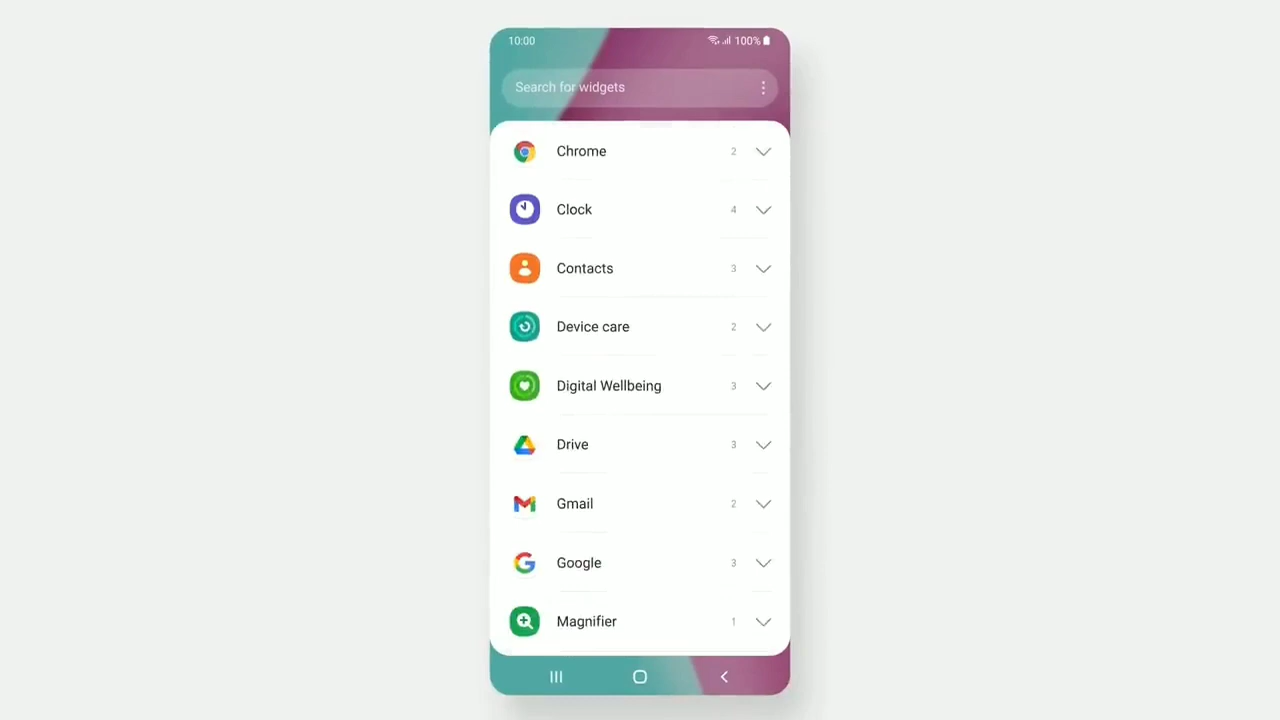 10:00 100%
Search for widgets
Chrome 2
Clock 4
Contacts 3
Device care 2
Digital Wellbeing 3
Drive 3
Gmail 2
Google 3
Magnifier 1